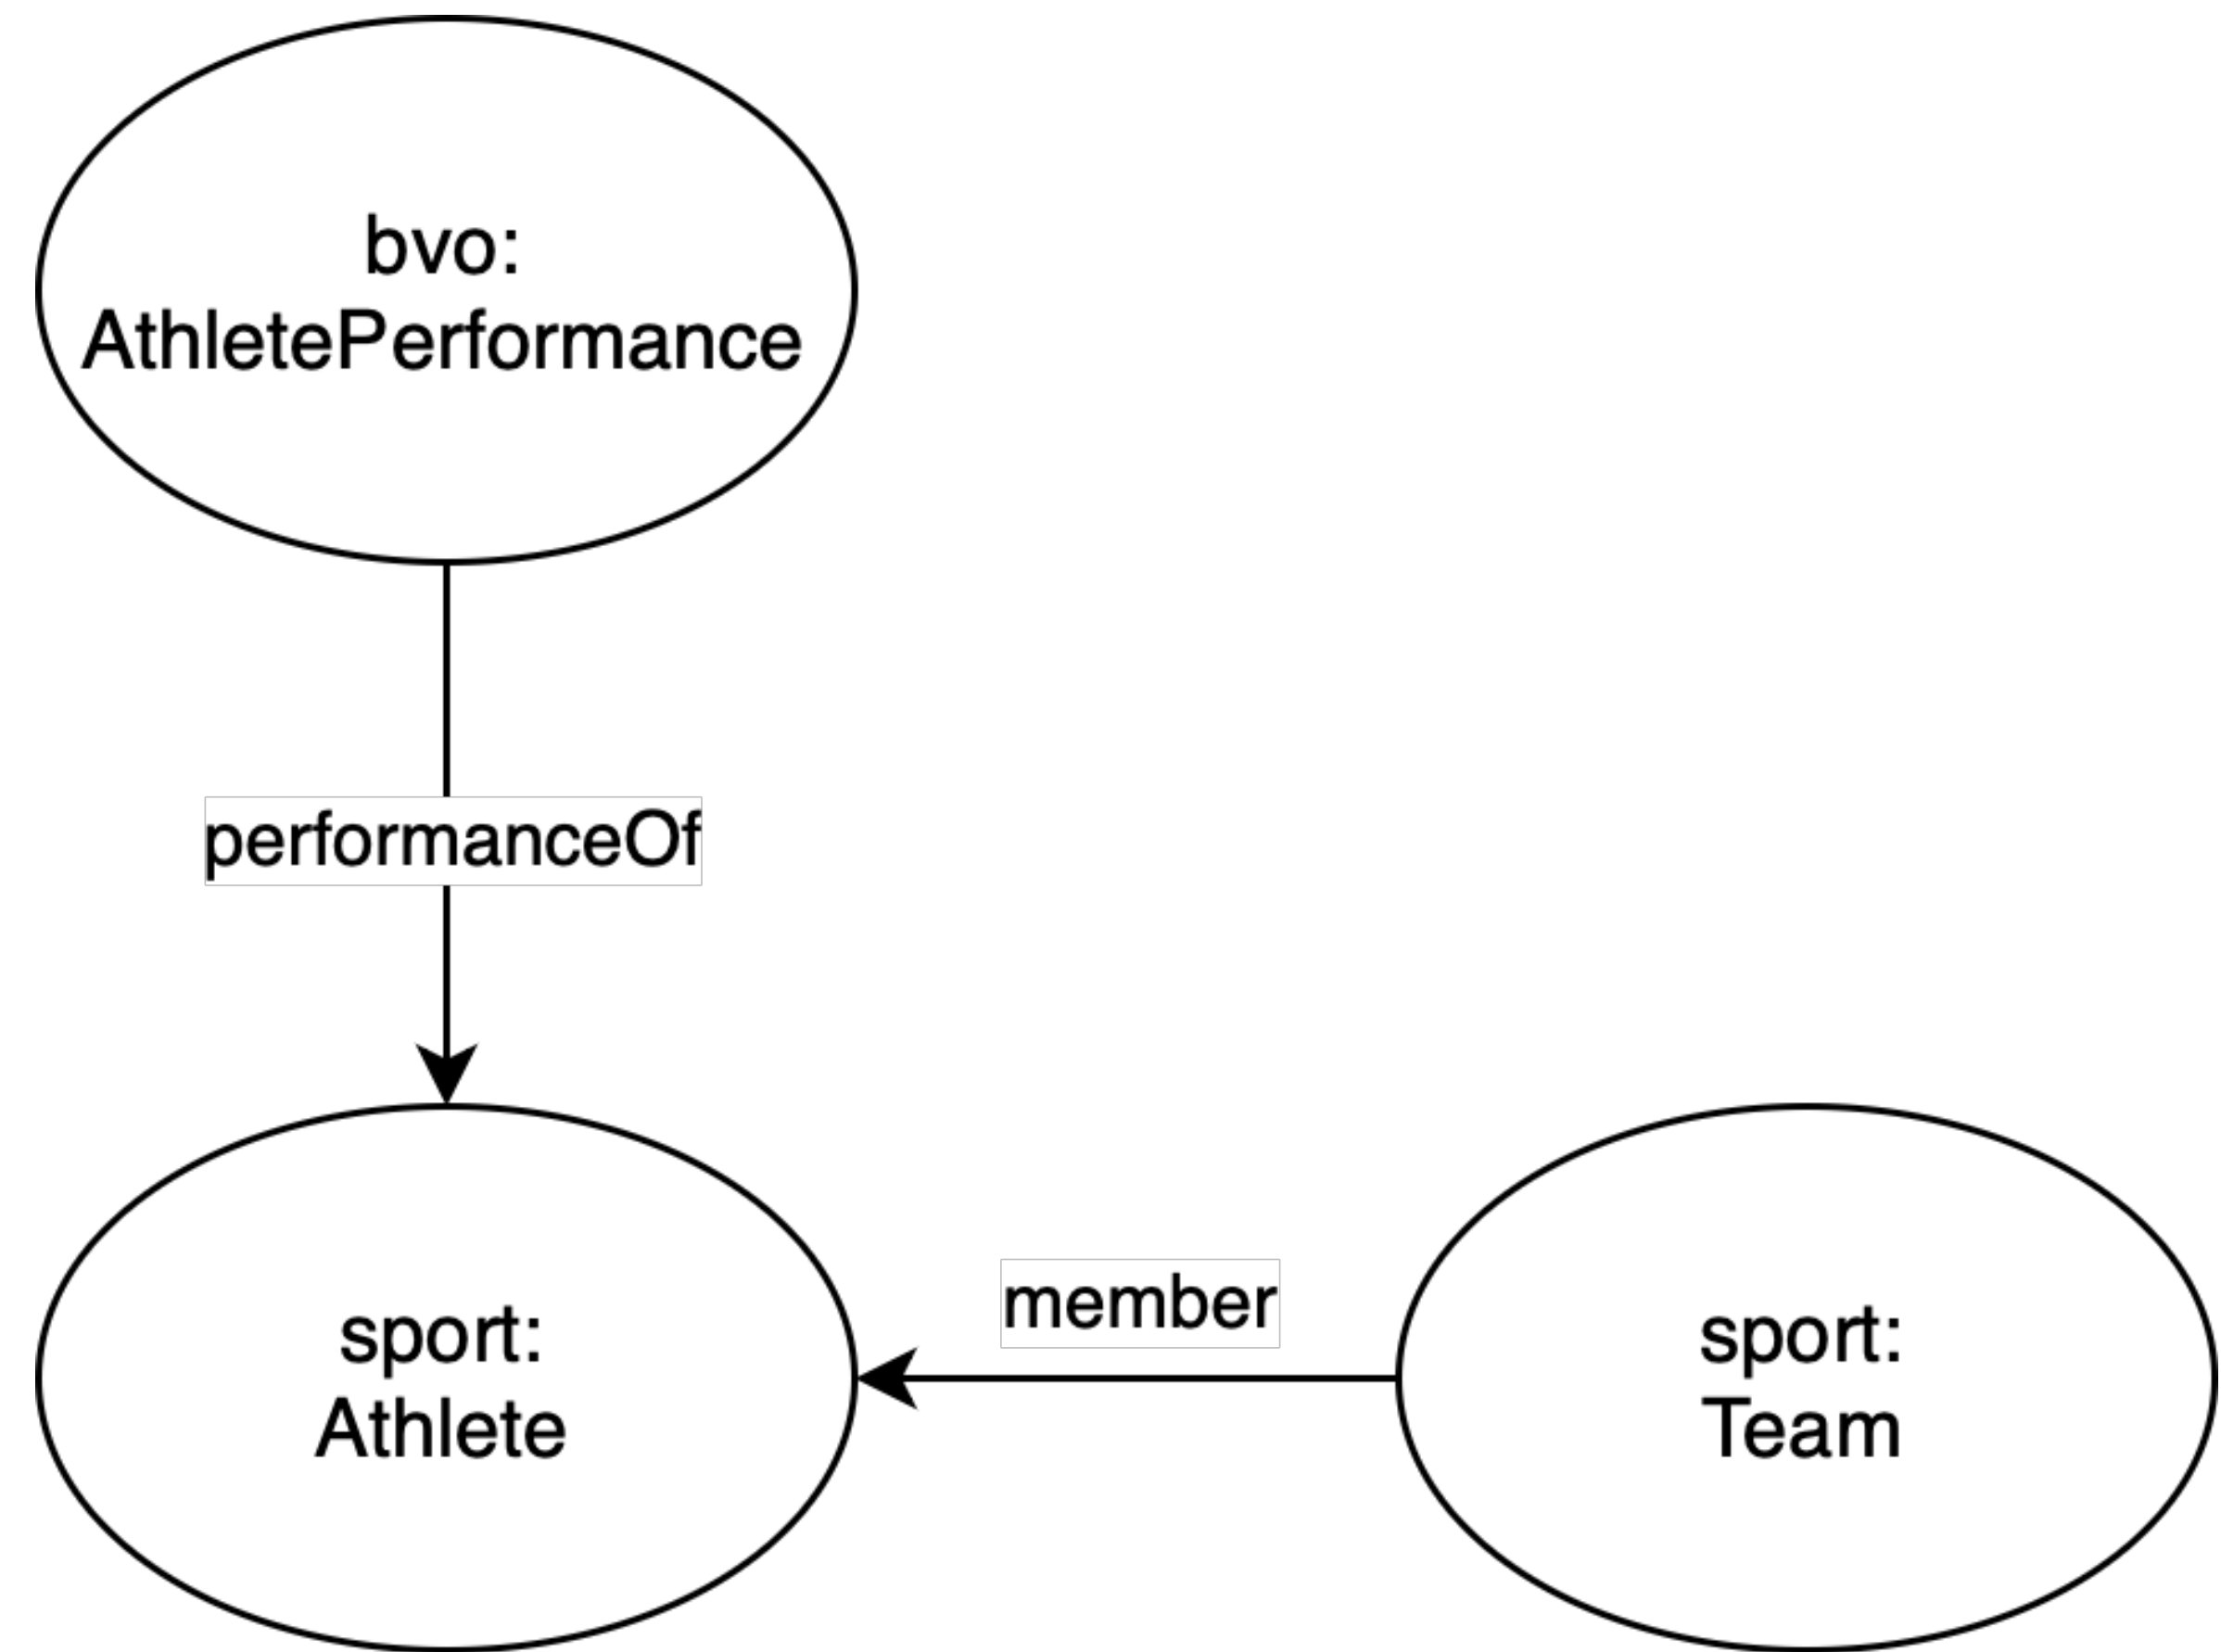 bvo:
AthletePerformance
performanceOf
sport:
Athlete
member
sport:
Team